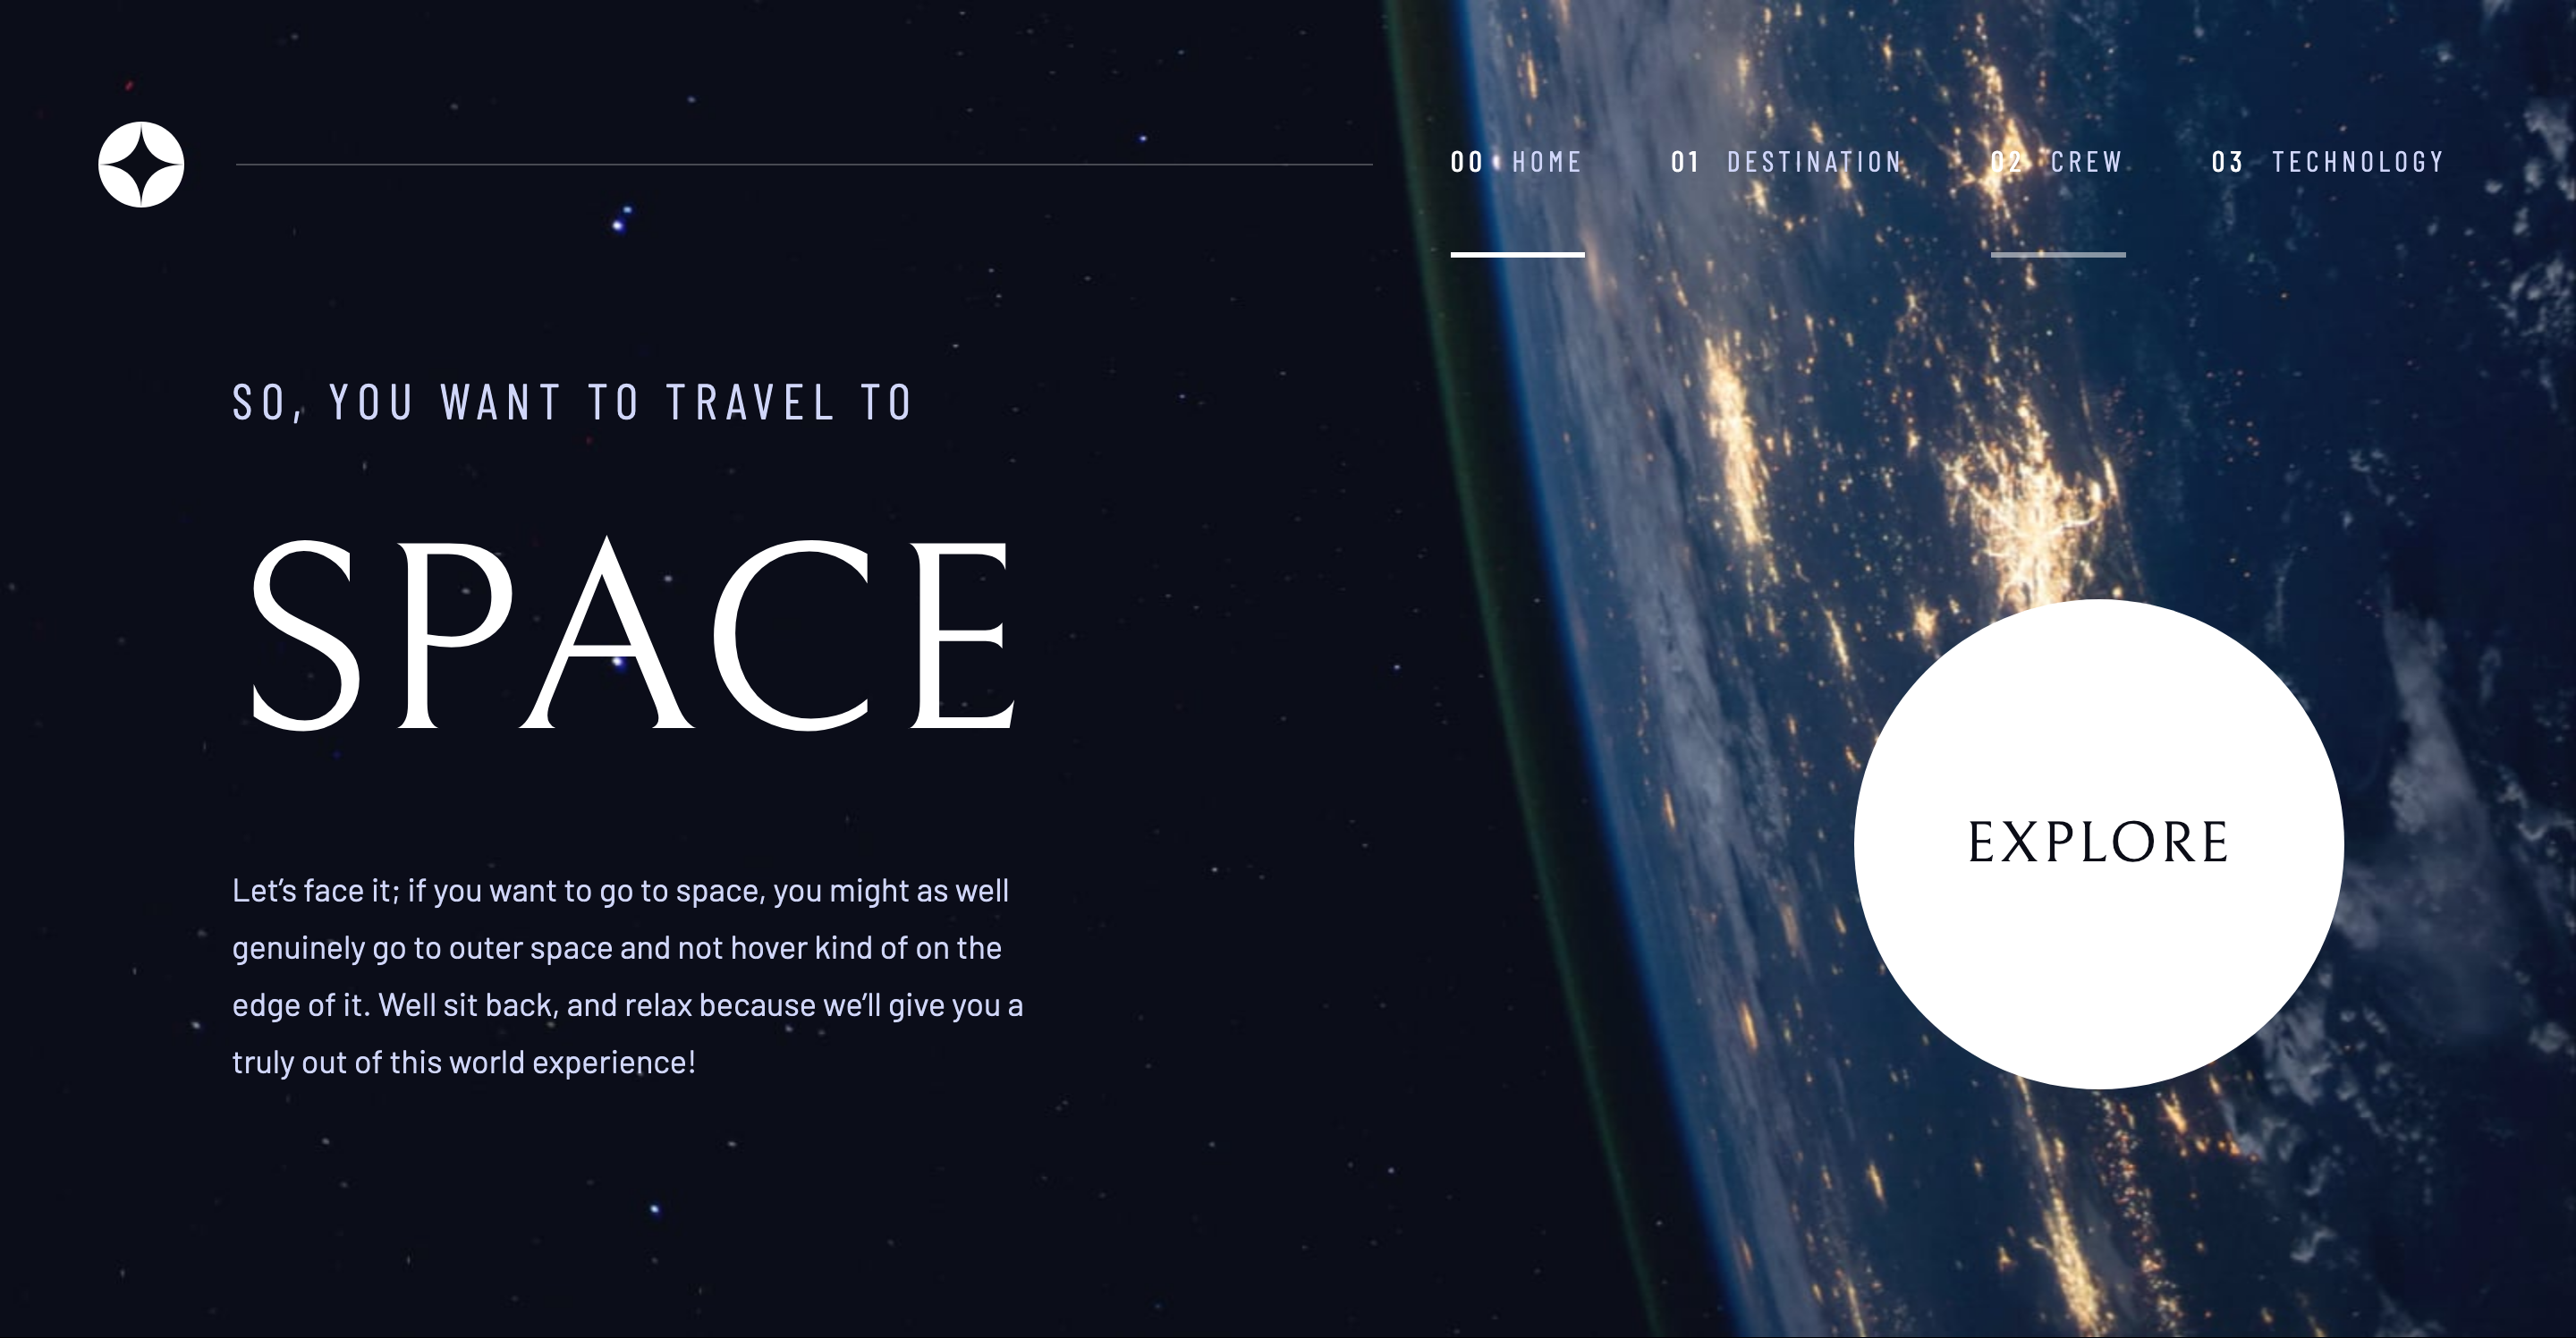 00 HOME 01 DESTINATION 02 CREW 03 TECHNOLOGY
SO, YOU WANT TO TRAVEL TO
SPACE
Let’s face it; if you want to go to space, you might as well
genuinely go to outer space and not hover kind of on the
edge of it. Well sit back, and relax because we’ll give you a
truly out of this world experience!
EXPLORE